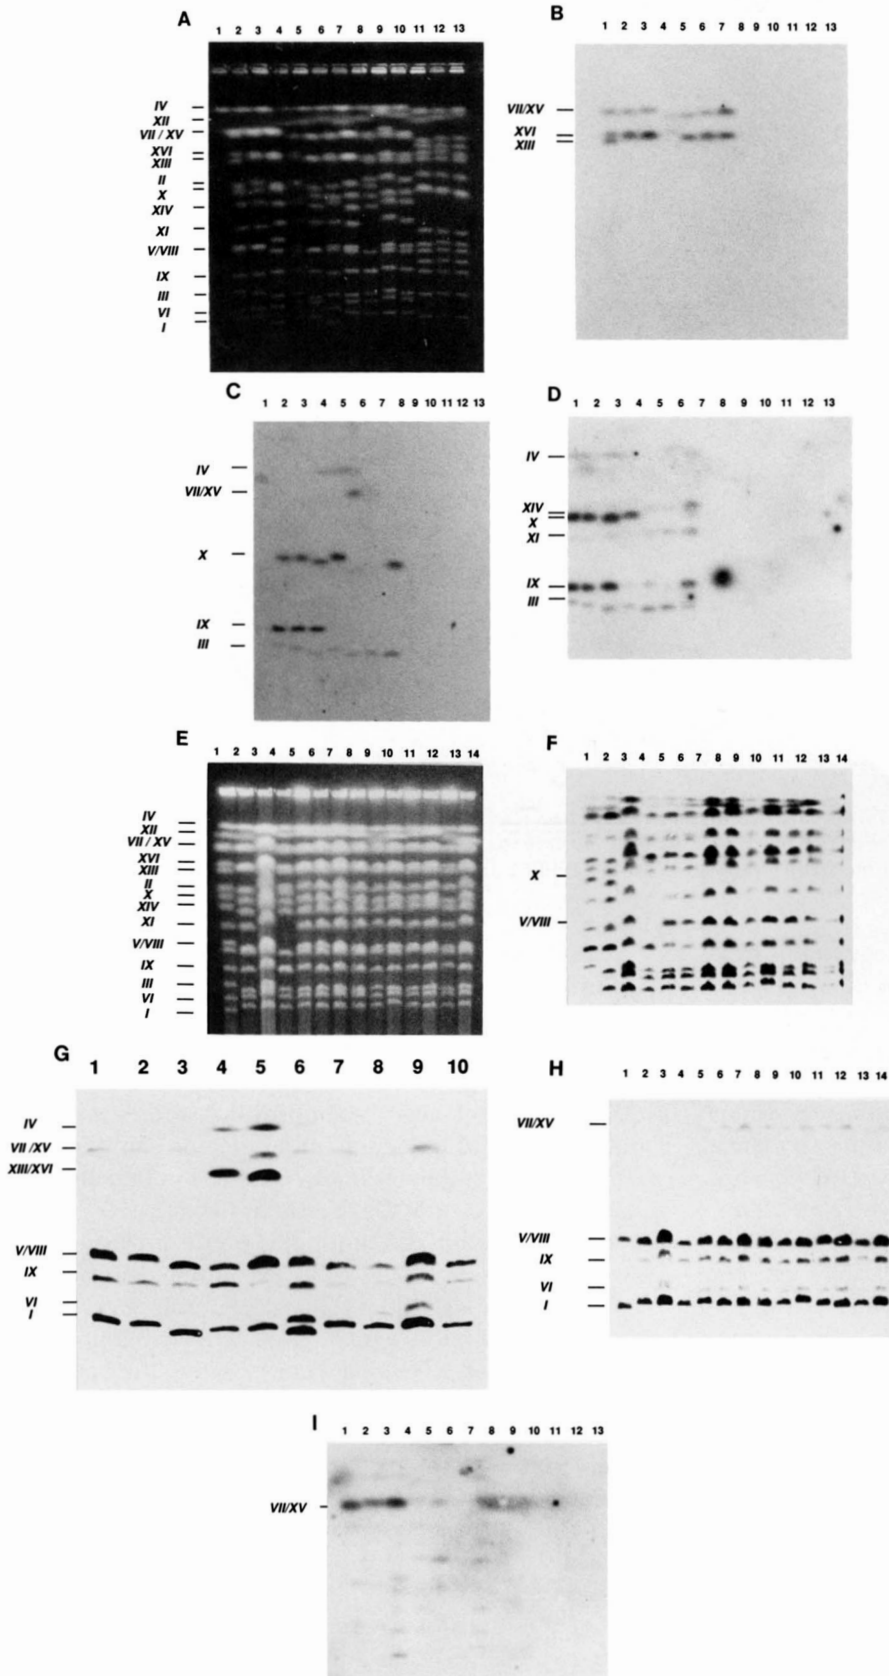 A
1 2 3 4 5 6 7 8 9 10 11 12 13
IV
XII
VII / XV
XVI
XIII
II
X
XIV
XI
V/VIII
IX
III
VI
I
B
1 2 3 4 5 6 7 8 9 10 11 13
VII/XV
XVI
XIII
C
1 2 3 4 5 6 7 8 9 10 11 12 13
IV
VII/XV
X
IX
III
D
1 2 3 4 5 6 7 8 9 10 11 13
IV
XIV
X
XI
IX
III
E
1 2 3 4 5 6 7 8 9 10 11 12 13 14
IV
XII
VII / XV
XVI
XIII
II
X
XIV
XI
V/VIII
IX
III
VI
I
F
1 2 3 4 5 6 7 8 9 10 11 12 13 14
X
V/VIII
G
1 2 3 4 5 6 7 8 9 10
IV
VII /XV
XIII/XVI
V/VIII
IX
VI
I
H
1 2 3 4 5 6 7 8 9 10 11 12 13 14
VII/XV
V/VIII
IX
VI
I
I
1 2 3 4 5 6 7 8 9 10 11 12 13
VII/XV